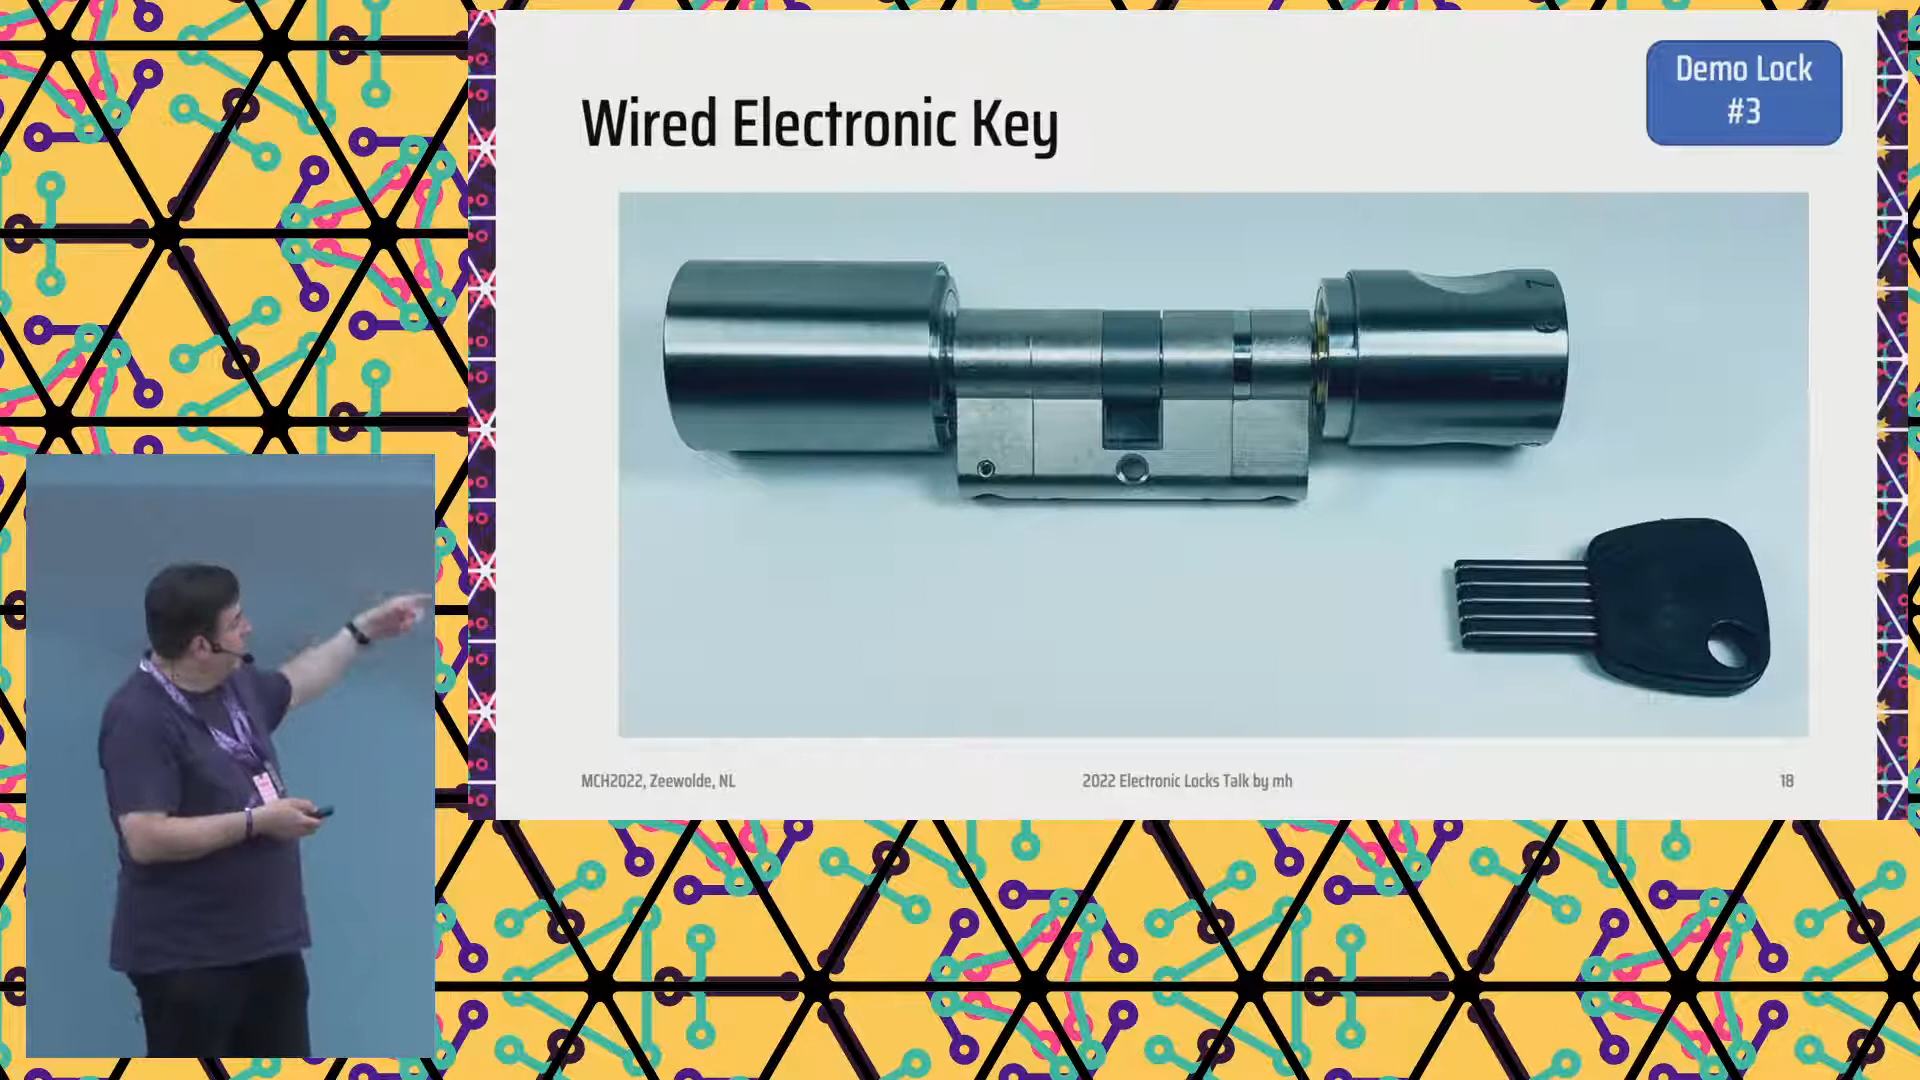 Demo Lock
#3
Wired Electronic Key
MCH2022, Zeewolde, NL
2022 Electronic Locks Talk by mh
18